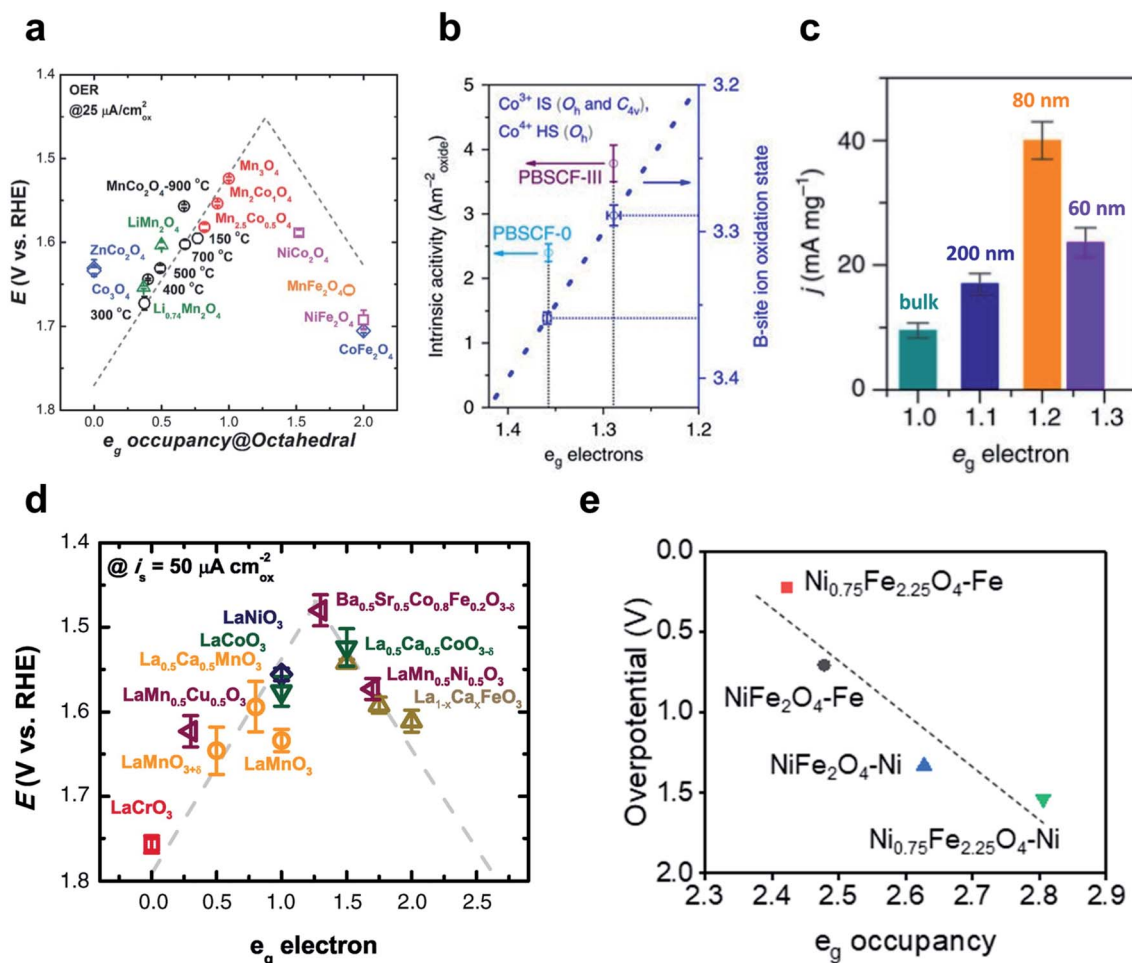 a
1.4
1.5
1.6
1.7
1.8
E (V vs. RHE)
OER
@25 μA/cm²ox
Mn₃O₄
MnCo₂O₄-900 °C
Mn₂Co₁O₄
LiMn₂O₄
Mn₂.₅Co₀.₅O₄
150 °C
ZnCo₂O₄
700 °C
NiCo₂O₄
500 °C
Co₃O₄
400 °C
MnFe₂O₄
300 °C
Li₀.₇₄Mn₂O₄
NiFe₂O₄
CoFe₂O₄
0.0 0.5 1.0 1.5 2.0
eg occupancy@Octahedral
b
5
4
3
2
1
0
Intrinsic acitivity (Am⁻²oxide)
Co³⁺ IS (Oh and C4v),
Co⁴⁺ HS (Oh)
PBSCF-III
PBSCF-0
3.2
3.3
3.4
B-site ion oxidation state
1.4 1.3 1.2
eg electrons
c
40
20
0
j (mA mg⁻¹)
80 nm
60 nm
200 nm
bulk
1.0 1.1 1.2 1.3
eg electron
d
1.4
1.5
1.6
1.7
1.8
E (V vs. RHE)
@ is = 50 μA cm⁻²ox
Ba₀.₅Sr₀.₅Co₀.₈Fe₀.₂O₃₋δ
LaNiO₃
LaCoO₃
La₀.₅Ca₀.₅CoO₃₋δ
La₀.₅Ca₀.₅MnO₃
LaMn₀.₅Ni₀.₅O₃
LaMn₀.₅Cu₀.₅O₃
La₁₋ₓCaₓFeO₃
LaMnO₃₊δ
LaMnO₃
LaCrO₃
0.0 0.5 1.0 1.5 2.0 2.5
eg electron
e
0.0
0.5
1.0
1.5
2.0
Overpotential (V)
Ni₀.₇₅Fe₂.₂₅O₄-Fe
NiFe₂O₄-Fe
NiFe₂O₄-Ni
Ni₀.₇₅Fe₂.₂₅O₄-Ni
2.3 2.4 2.5 2.6 2.7 2.8 2.9
eg occupancy